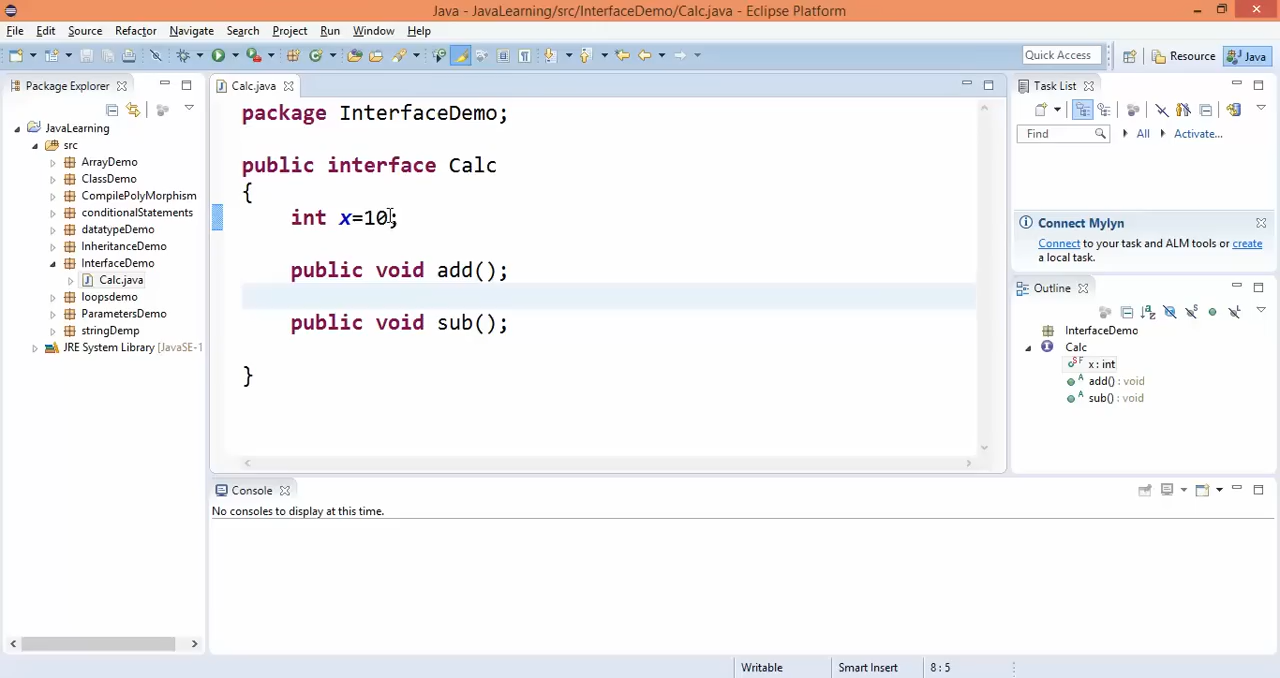 Java - JavaLearning/src/InterfaceDemo/Calc.java - Eclipse Platform
File Edit Source Refactor Navigate Search Project Run Window Help
Quick Access Resource Java
Package Explorer
JavaLearning
src
ArrayDemo
ClassDemo
CompilePolyMorphism
conditionalStatements
datatypeDemo
InheritanceDemo
InterfaceDemo
Calc.java
loopsdemo
ParametersDemo
stringDemp
JRE System Library [JavaSE-1
Calc.java
package InterfaceDemo;
public interface Calc
{
int x=10;
public void add();
public void sub();
}
Task List
Find All Activate...
Connect Mylyn
Connect to your task and ALM tools or create
a local task.
Outline
InterfaceDemo
Calc
x : int
add() : void
sub() : void
Console
No consoles to display at this time.
Writable Smart Insert 8 : 5